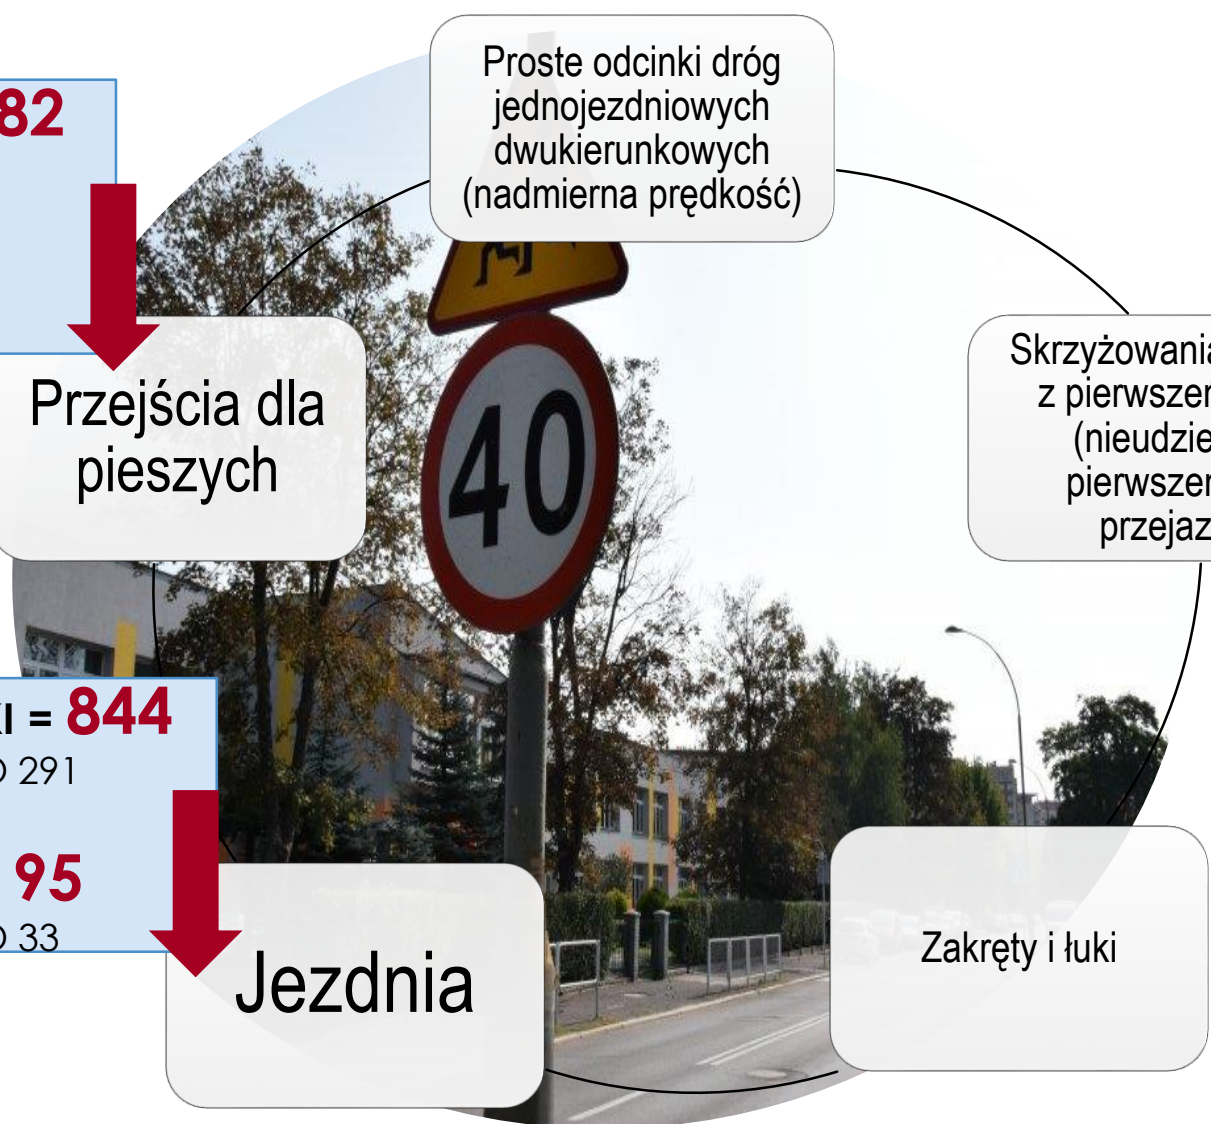 82
Proste odcinki dróg
jednojezdniowych
dwukierunkowych
(nadmierna prędkość)
Przejścia dla
pieszych
40
z
= 844
291
95
33
Jezdnia
Zakręty i łuki